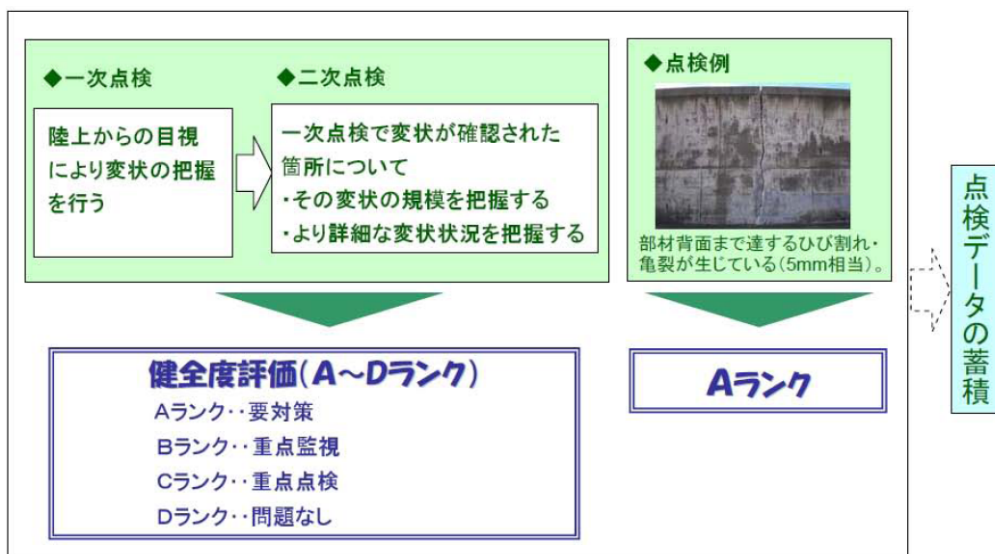 ◆一次点検
陸上からの目視
により変状の把握
を行う
◆二次点検
一次点検で変状が確認された
箇所について
・その変状の規模を把握する
・より詳細な変状状況を把握する
◆点検例
部材背面まで達するひび割れ・
亀裂が生じている(5mm相当)。
健全度評価(A～Dランク)
Aランク‥要対策
Bランク‥重点監視
Cランク‥重点点検
Dランク‥問題なし
Aランク
点検データの蓄積